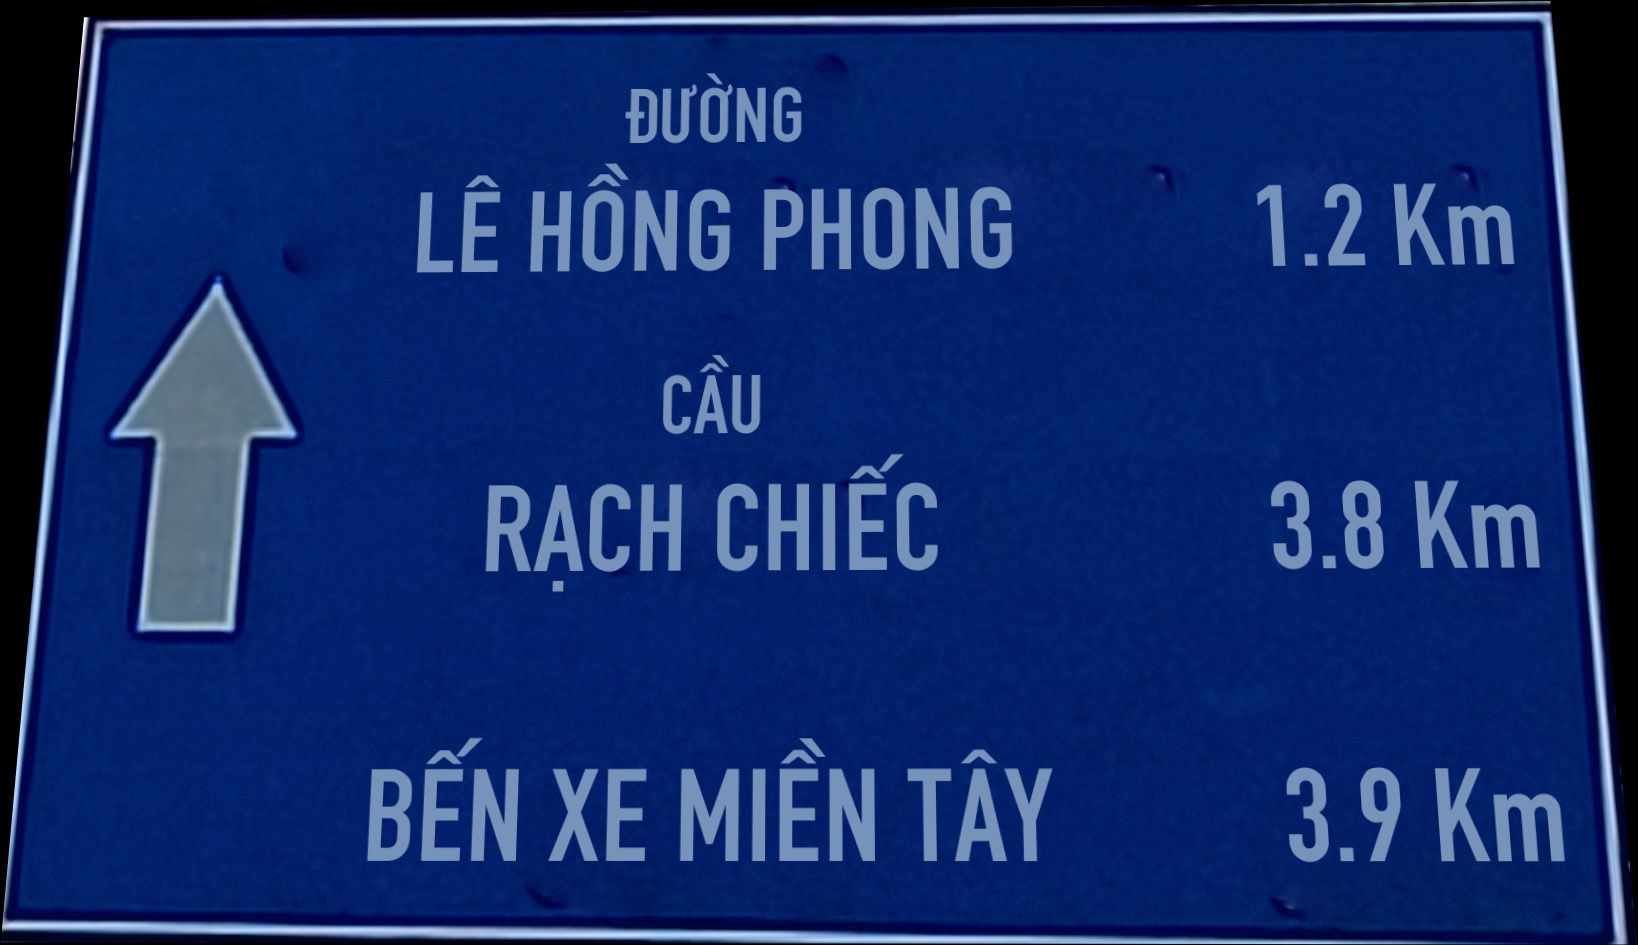 ĐƯỜNG
LÊ HỒNG PHONG 1.2 Km
CẦU
RẠCH CHIẾC 3.8 Km
BẾN XE MIỀN TÂY 3.9 Km